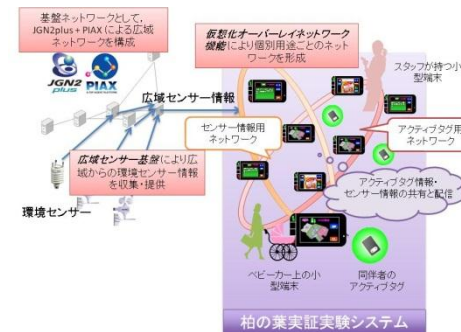 基盤ネットワークとして、
JGN2plus+PIAXによる広域
ネットワークを構成
JGN2
plus
PIAX
仮想化オーバーレイネットワーク
機能により個別用途ごとのネット
ワークを形成
スタッフが持つ小
型端末
広域センサー情報
センサー情報用
ネットワーク
アクティブタグ用
ネットワーク
広域センサー基盤により広
域からの環境センサー情報
を収集・提供
アクティブタグ情報・
センサー情報の共有と配信
環境センサー
ベビーカー上の小
型端末
同伴者の
アクティブタグ
柏の葉実証実験システム